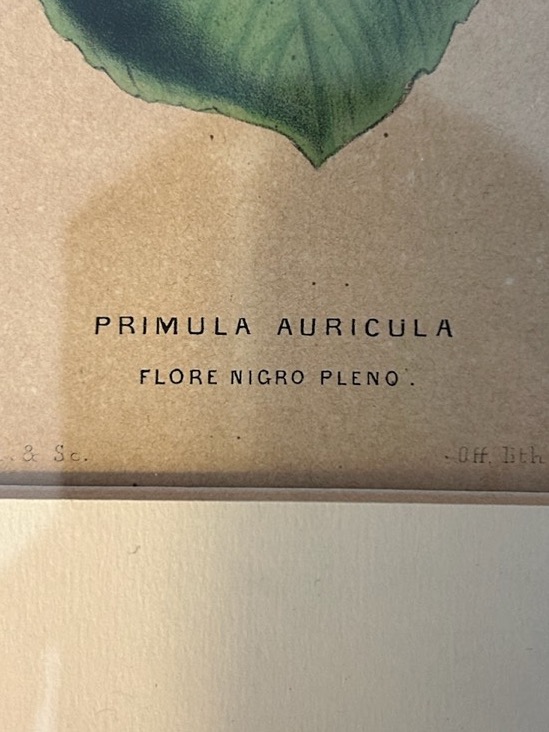 PRIMULA AURICULA
FLORE NIGRO PLENO.
. & Sc. Off. lith